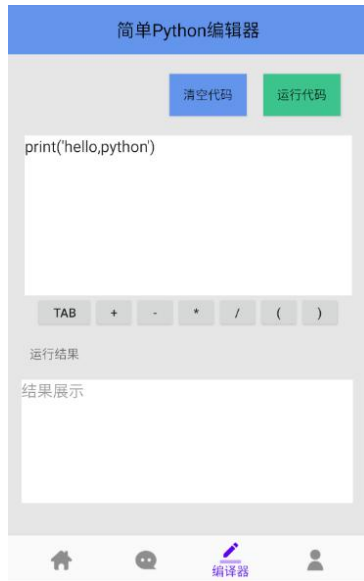 简单Python编辑器
清空代码 运行代码
print('hello,python')
TAB + - * / ( )
运行结果
结果展示
编译器